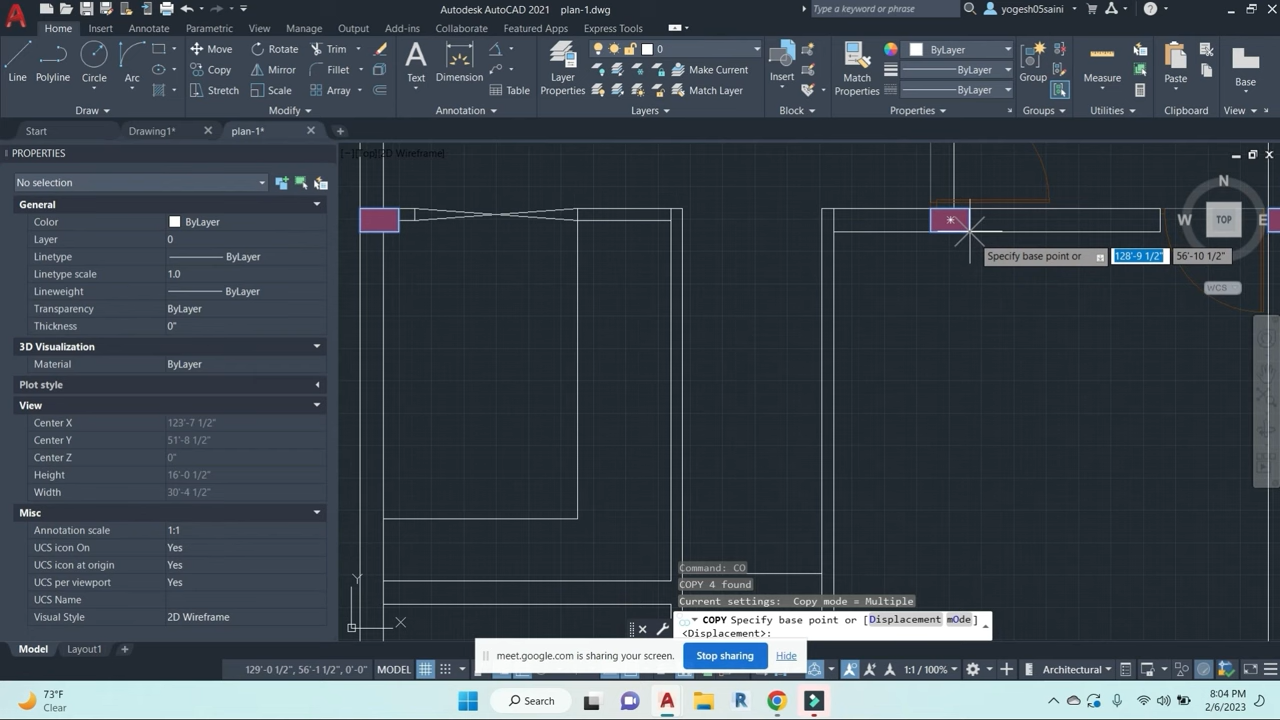 Autodesk AutoCAD 2021 plan-1.dwg
Type a keyword or phrase
yogesh05saini
Home Insert Annotate Parametric View Manage Output Add-ins Collaborate Featured Apps Express Tools
Line
Polyline
Circle
Arc
Move
Rotate
Trim
Copy
Mirror
Fillet
Stretch
Scale
Array
Text
Dimension
Table
Layer
Properties
0
Make Current
Match Layer
Insert
Match
Properties
ByLayer
ByLayer
ByLayer
Group
Measure
Paste
Base
Draw
Modify
Annotation
Layers
Block
Properties
Groups
Utilities
Clipboard
View
Start
Drawing1*
plan-1*
PROPERTIES
No selection
General
Color ByLayer
Layer 0
Linetype ByLayer
Linetype scale 1.0
Lineweight ByLayer
Transparency ByLayer
Thickness 0"
3D Visualization
Material ByLayer
Plot style
View
Center X 123'-7 1/2"
Center Y 51'-8 1/2"
Center Z 0"
Height 16'-0 1/2"
Width 30'-4 1/2"
Misc
Annotation scale 1:1
UCS icon On Yes
UCS icon at origin Yes
UCS per viewport Yes
UCS Name
Visual Style 2D Wireframe
[−][Top][2D Wireframe]
N
W TOP E
S
WCS
Specify base point or 128'-9 1/2" 56'-10 1/2"
Y
X
Command: CO
COPY 4 found
Current settings: Copy mode = Multiple
COPY Specify base point or [Displacement mOde]
<Displacement>:
meet.google.com is sharing your screen. Stop sharing Hide
Model Layout1
129'-0 1/2", 56'-1 1/2", 0'-0" MODEL
1:1 / 100%
Architectural
73°F
Clear
Search
8:04 PM
2/6/2023